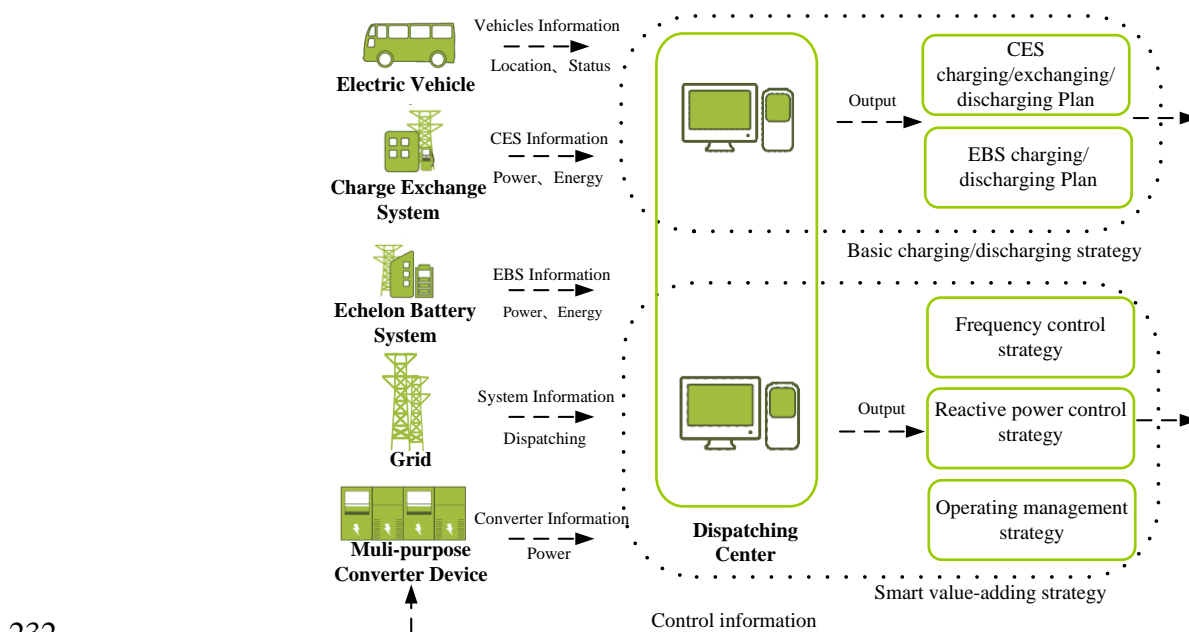 Vehicles Information
Location、Status
Electric Vehicle
CES Information
Power、Energy
Charge Exchange
System
EBS Information
Power、Energy
Echelon Battery
System
System Information
Dispatching
Grid
Converter Information
Power
Muli-purpose
Converter Device
Dispatching
Center
Output
CES
charging/exchanging/
discharging Plan
EBS charging/
discharging Plan
Basic charging/discharging strategy
Output
Frequency control
strategy
Reactive power control
strategy
Operating management
strategy
Smart value-adding strategy
Control information
232